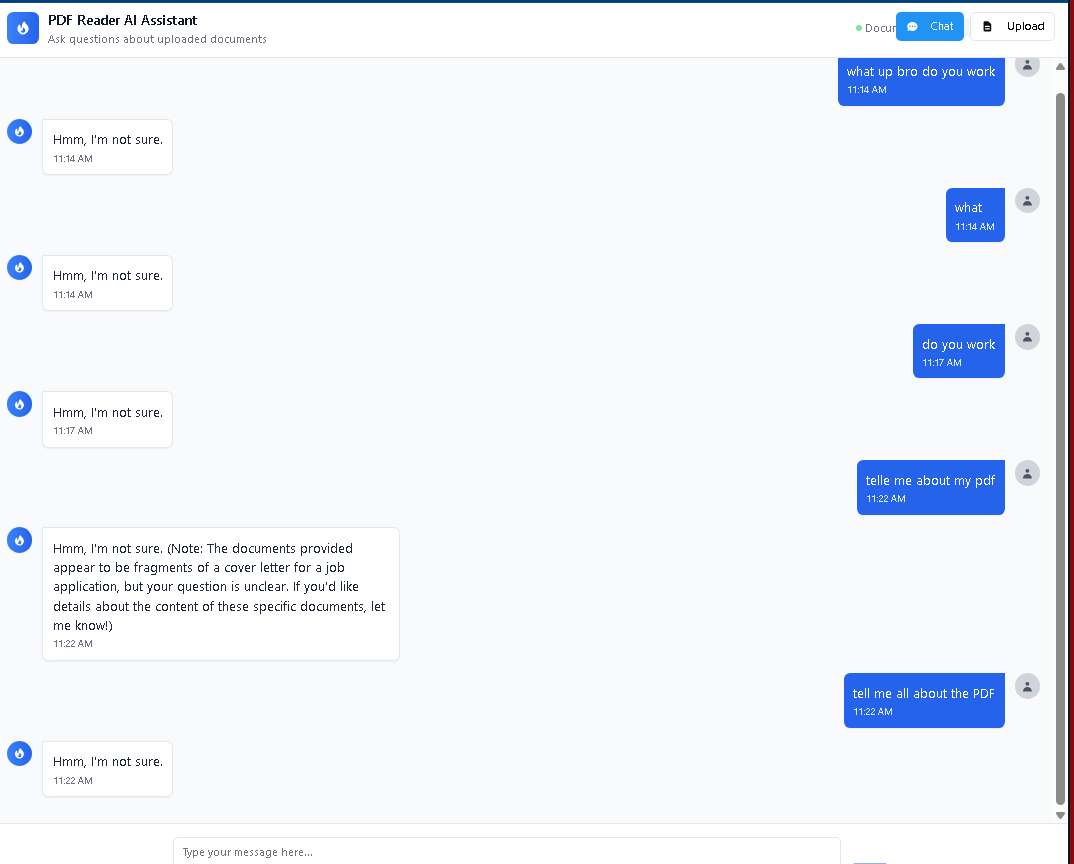 PDF Reader AI Assistant
Ask questions about uploaded documents
Docur
Chat
Upload
what up bro do you work
11:14 AM
Hmm, I'm not sure.
11:14 AM
what
11:14 AM
Hmm, I'm not sure.
11:14 AM
do you work
11:17 AM
Hmm, I'm not sure.
11:17 AM
telle me about my pdf
11:22 AM
Hmm, I'm not sure. (Note: The documents provided
appear to be fragments of a cover letter for a job
application, but your question is unclear. If you'd like
details about the content of these specific documents, let
me know!)
11:22 AM
tell me all about the PDF
11:22 AM
Hmm, I'm not sure.
11:22 AM
Type your message here...